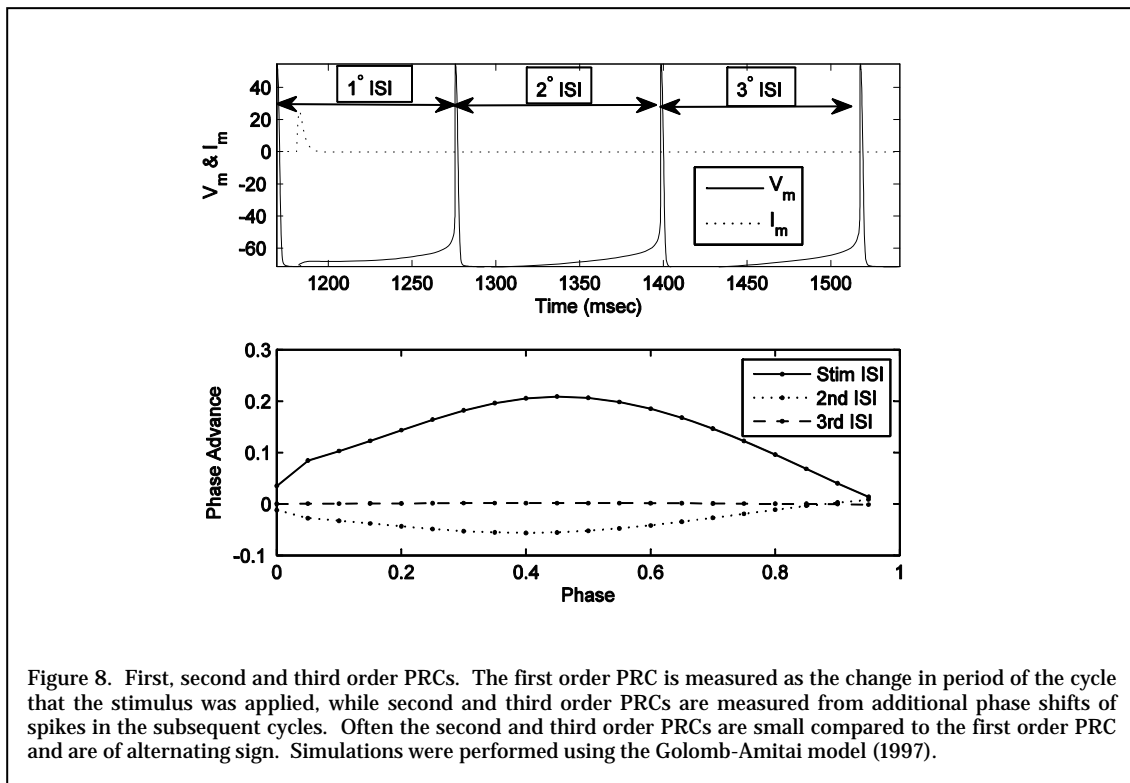 1° ISI 2° ISI 3° ISI
40
20
0
-20
-40
-60
V_m & I_m
V_m
I_m
1200 1250 1300 1350 1400 1450 1500
Time (msec)
0.3
0.2
0.1
0
-0.1
Phase Advance
Stim ISI
2nd ISI
3rd ISI
0 0.2 0.4 0.6 0.8 1
Phase
Figure 8. First, second and third order PRCs. The first order PRC is measured as the change in period of the cycle
that the stimulus was applied, while second and third order PRCs are measured from additional phase shifts of
spikes in the subsequent cycles. Often the second and third order PRCs are small compared to the first order PRC
and are of alternating sign. Simulations were performed using the Golomb-Amitai model (1997).